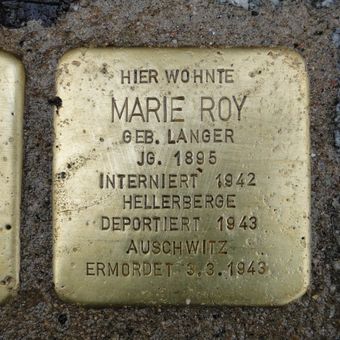 HIER WOHNTE
MARIE ROY
GEB. LANGER
JG. 1895
INTERNIERT 1942
HELLERBERGE
DEPORTIERT 1943
AUSCHWITZ
ERMORDET 3.3.1943